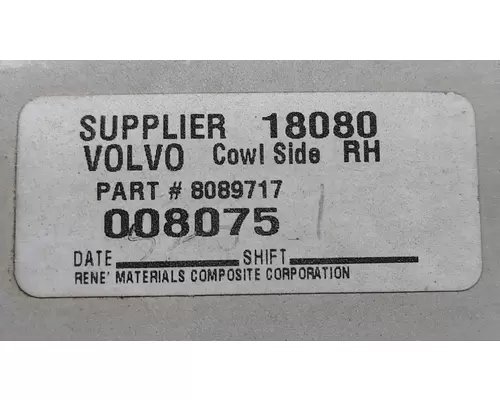 SUPPLIER 18080
VOLVO Cowl Side RH
PART # 8089717
008075
DATE SHIFT
RENE' MATERIALS COMPOSITE CORPORATION